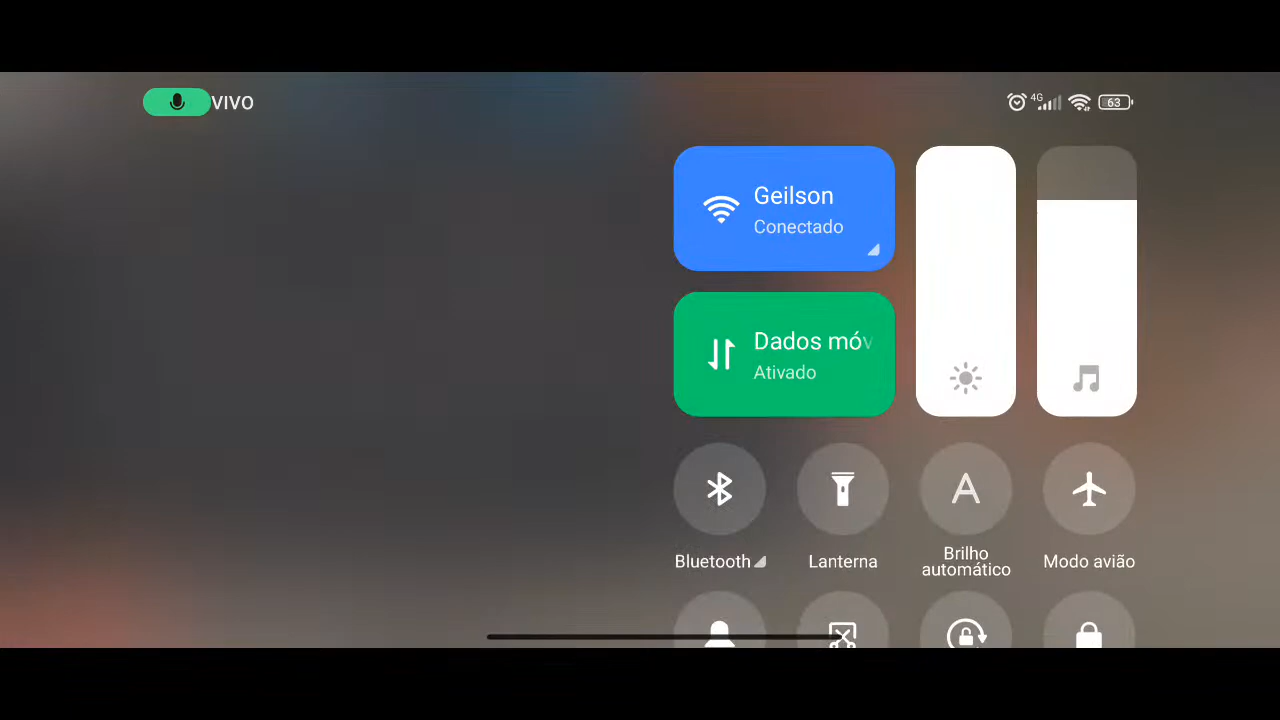 VIVO
4G
63
Geilson
Conectado
Dados móv
Ativado
A
Bluetooth
Lanterna
Brilho
automático
Modo avião